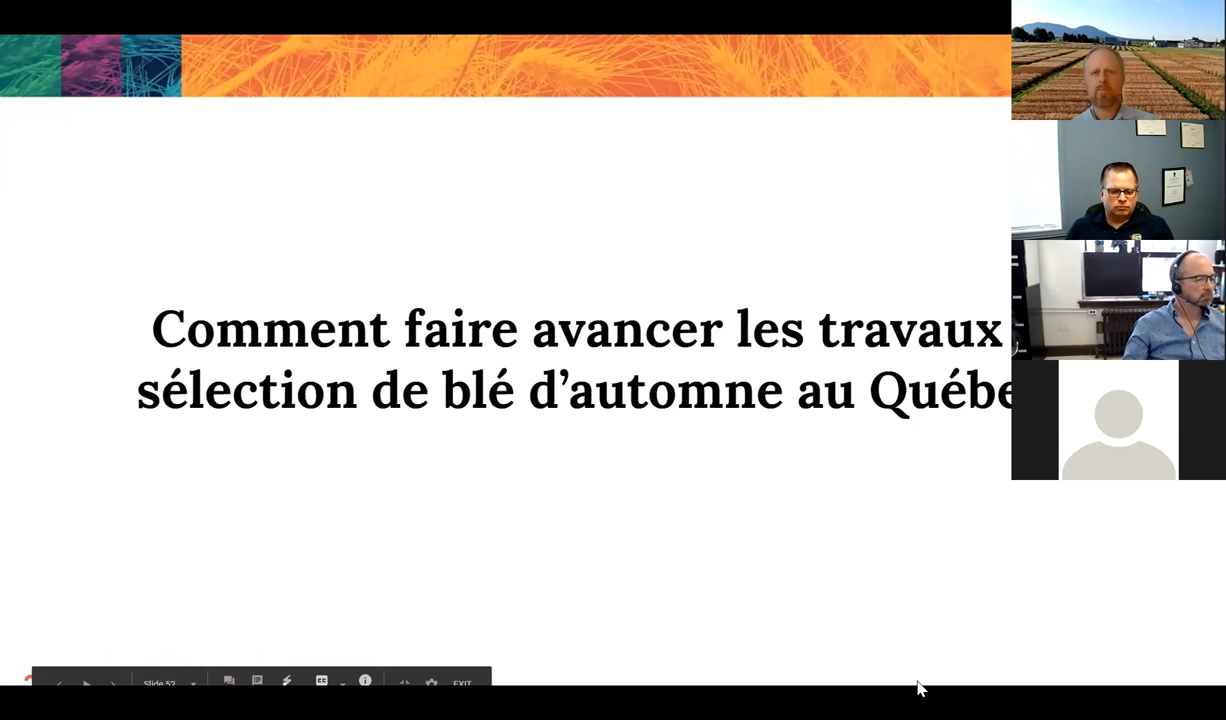 Comment faire avancer les travaux
sélection de blé d’automne au Québe
Slide 52
EXIT